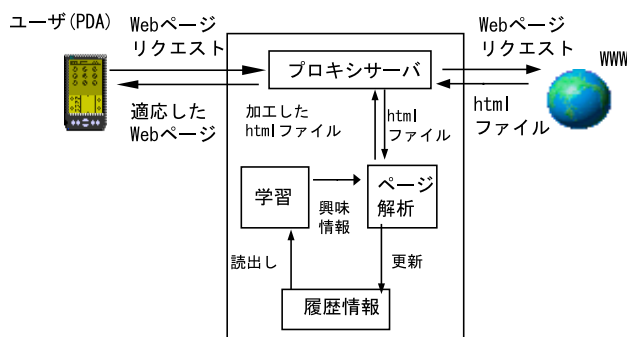 ユーザ(PDA)
Webページ
リクエスト
適応した
Webページ
プロキシサーバ
Webページ
リクエスト
WWW
html
ファイル
加工した
htmlファイル
html
ファイル
学習
興味
情報
ページ
解析
読出し
更新
履歴情報